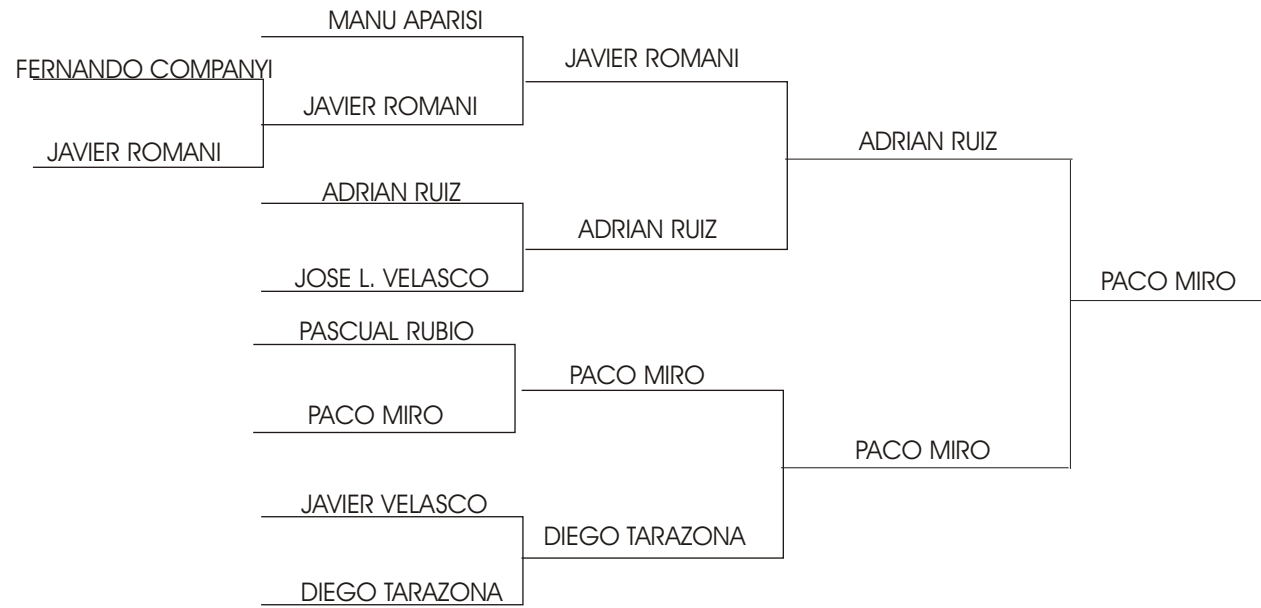 MANU APARISI
FERNANDO COMPANYI
JAVIER ROMANI
JAVIER ROMANI
JAVIER ROMANI
ADRIAN RUIZ
ADRIAN RUIZ
ADRIAN RUIZ
JOSE L. VELASCO
PACO MIRO
PASCUAL RUBIO
PACO MIRO
PACO MIRO
PACO MIRO
JAVIER VELASCO
DIEGO TARAZONA
DIEGO TARAZONA